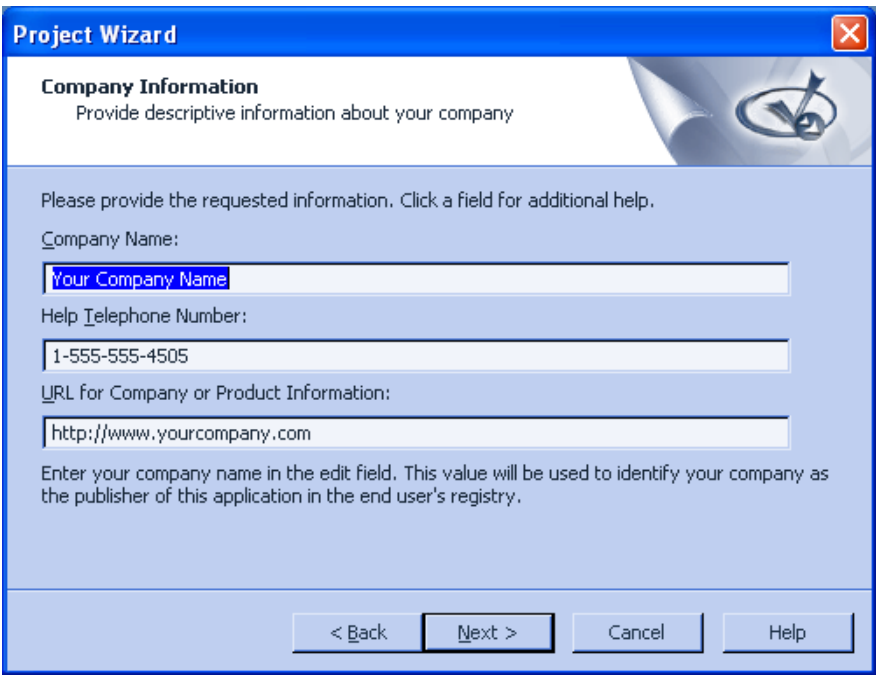 Project Wizard
Company Information
Provide descriptive information about your company
Please provide the requested information. Click a field for additional help.
Company Name:
Your Company Name
Help Telephone Number:
1-555-555-4505
URL for Company or Product Information:
http://www.yourcompany.com
Enter your company name in the edit field. This value will be used to identify your company as
the publisher of this application in the end user's registry.
< Back Next > Cancel Help